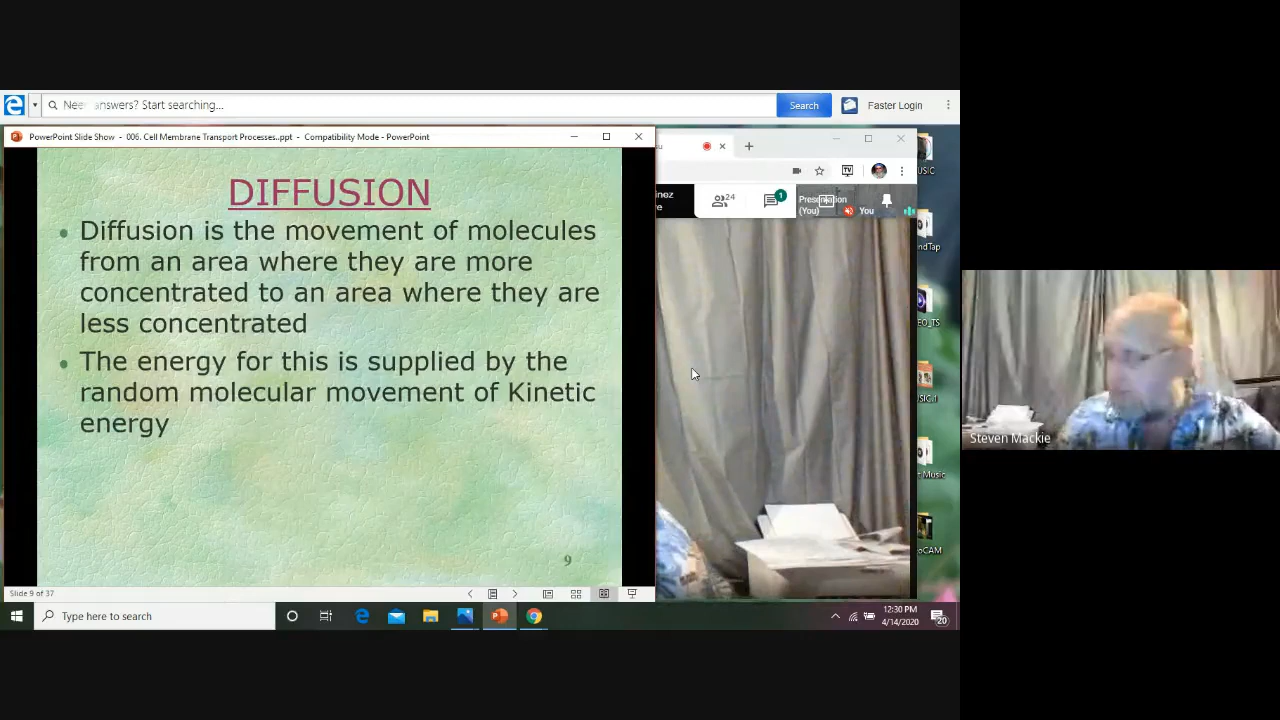 Nee answers? Start searching...
Search
Faster Login
PowerPoint Slide Show - 006. Cell Membrane Transport Processes..ppt - Compatibility Mode - PowerPoint
DIFFUSION
Diffusion is the movement of molecules
from an area where they are more
concentrated to an area where they are
less concentrated
The energy for this is supplied by the
random molecular movement of Kinetic
energy
9
Slide 9 of 37
24
1
Presentation
(You)
You
Steven Mackie
Type here to search
12:30 PM
4/14/2020
20